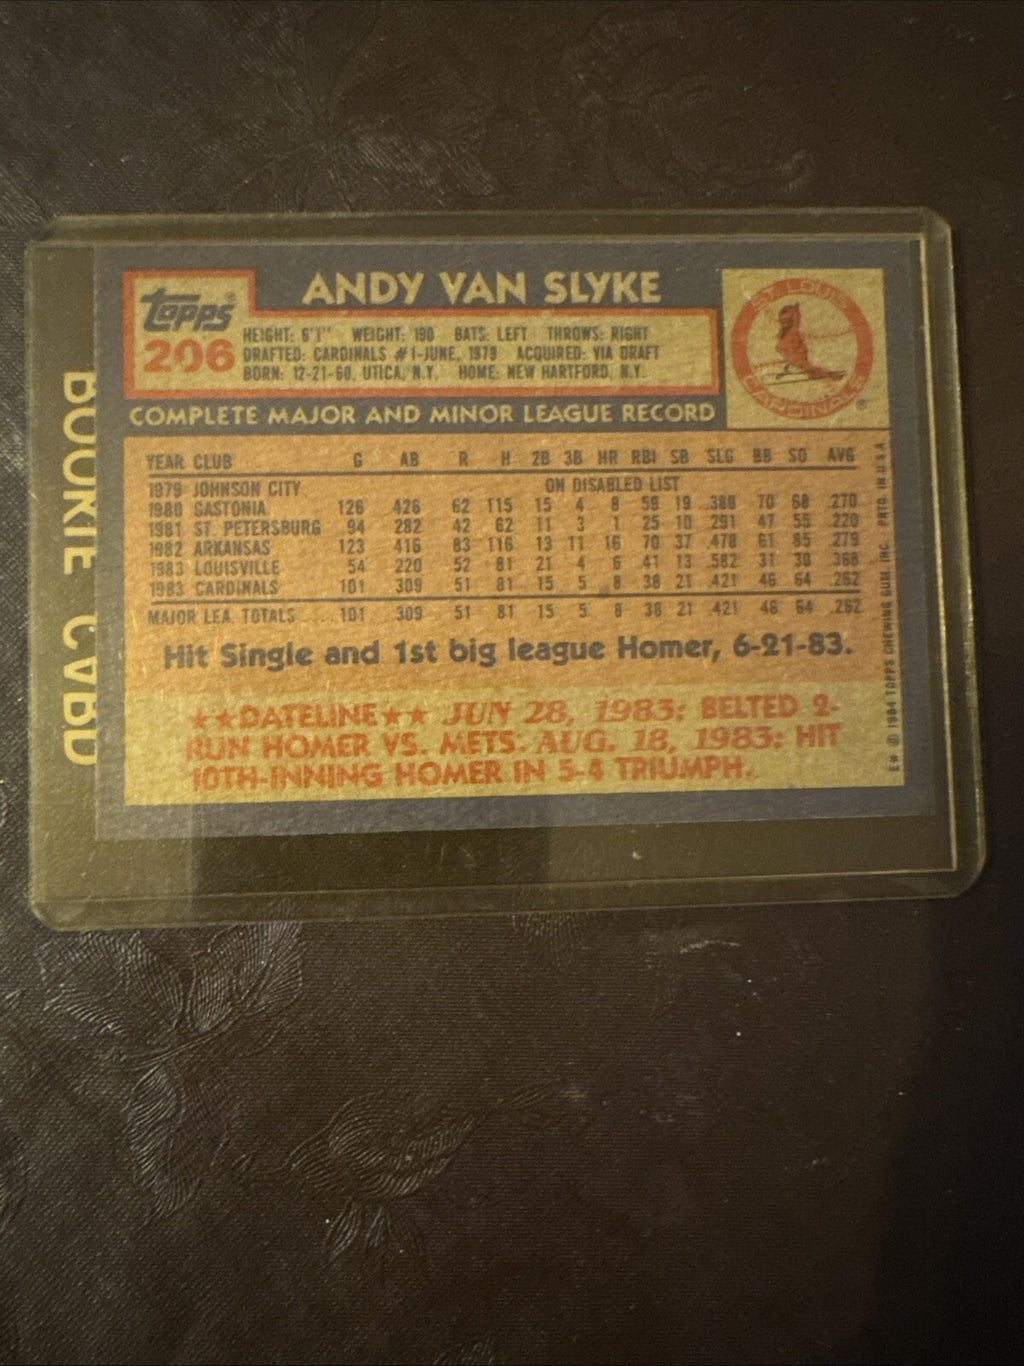 ROOKIE CARD
topps®
206
ANDY VAN SLYKE
HEIGHT: 6'1" WEIGHT: 190 BATS: LEFT THROWS: RIGHT
DRAFTED: CARDINALS #1-JUNE, 1979 ACQUIRED: VIA DRAFT
BORN: 12-21-60, UTICA, N.Y. HOME: NEW HARTFORD, N.Y.
ST. LOUIS
CARDINALS ®
COMPLETE MAJOR AND MINOR LEAGUE RECORD
YEAR CLUB G AB R H 2B 3B HR RBI SB SLG BB SO AVG
1979 JOHNSON CITY ON DISABLED LIST
1980 GASTONIA 126 426 62 115 15 4 8 59 19 .388 70 68 .270
1981 ST. PETERSBURG 94 282 42 62 11 3 1 25 10 .291 47 55 .220
1982 ARKANSAS 123 416 83 116 13 11 16 70 37 .478 61 85 .279
1983 LOUISVILLE 54 220 52 81 21 4 6 41 13 .582 31 30 .368
1983 CARDINALS 101 309 51 81 15 5 8 38 21 .421 46 64 .262
MAJOR LEA. TOTALS 101 309 51 81 15 5 8 38 21 .421 46 64 .262
Hit Single and 1st big league Homer, 6-21-83.
★★DATELINE★★ JUN 28, 1983: BELTED 2-
RUN HOMER VS. METS. AUG. 18, 1983: HIT
10TH-INNING HOMER IN 5-4 TRIUMPH.
E* © 1984 TOPPS CHEWING GUM, INC. PRTD. IN U.S.A.